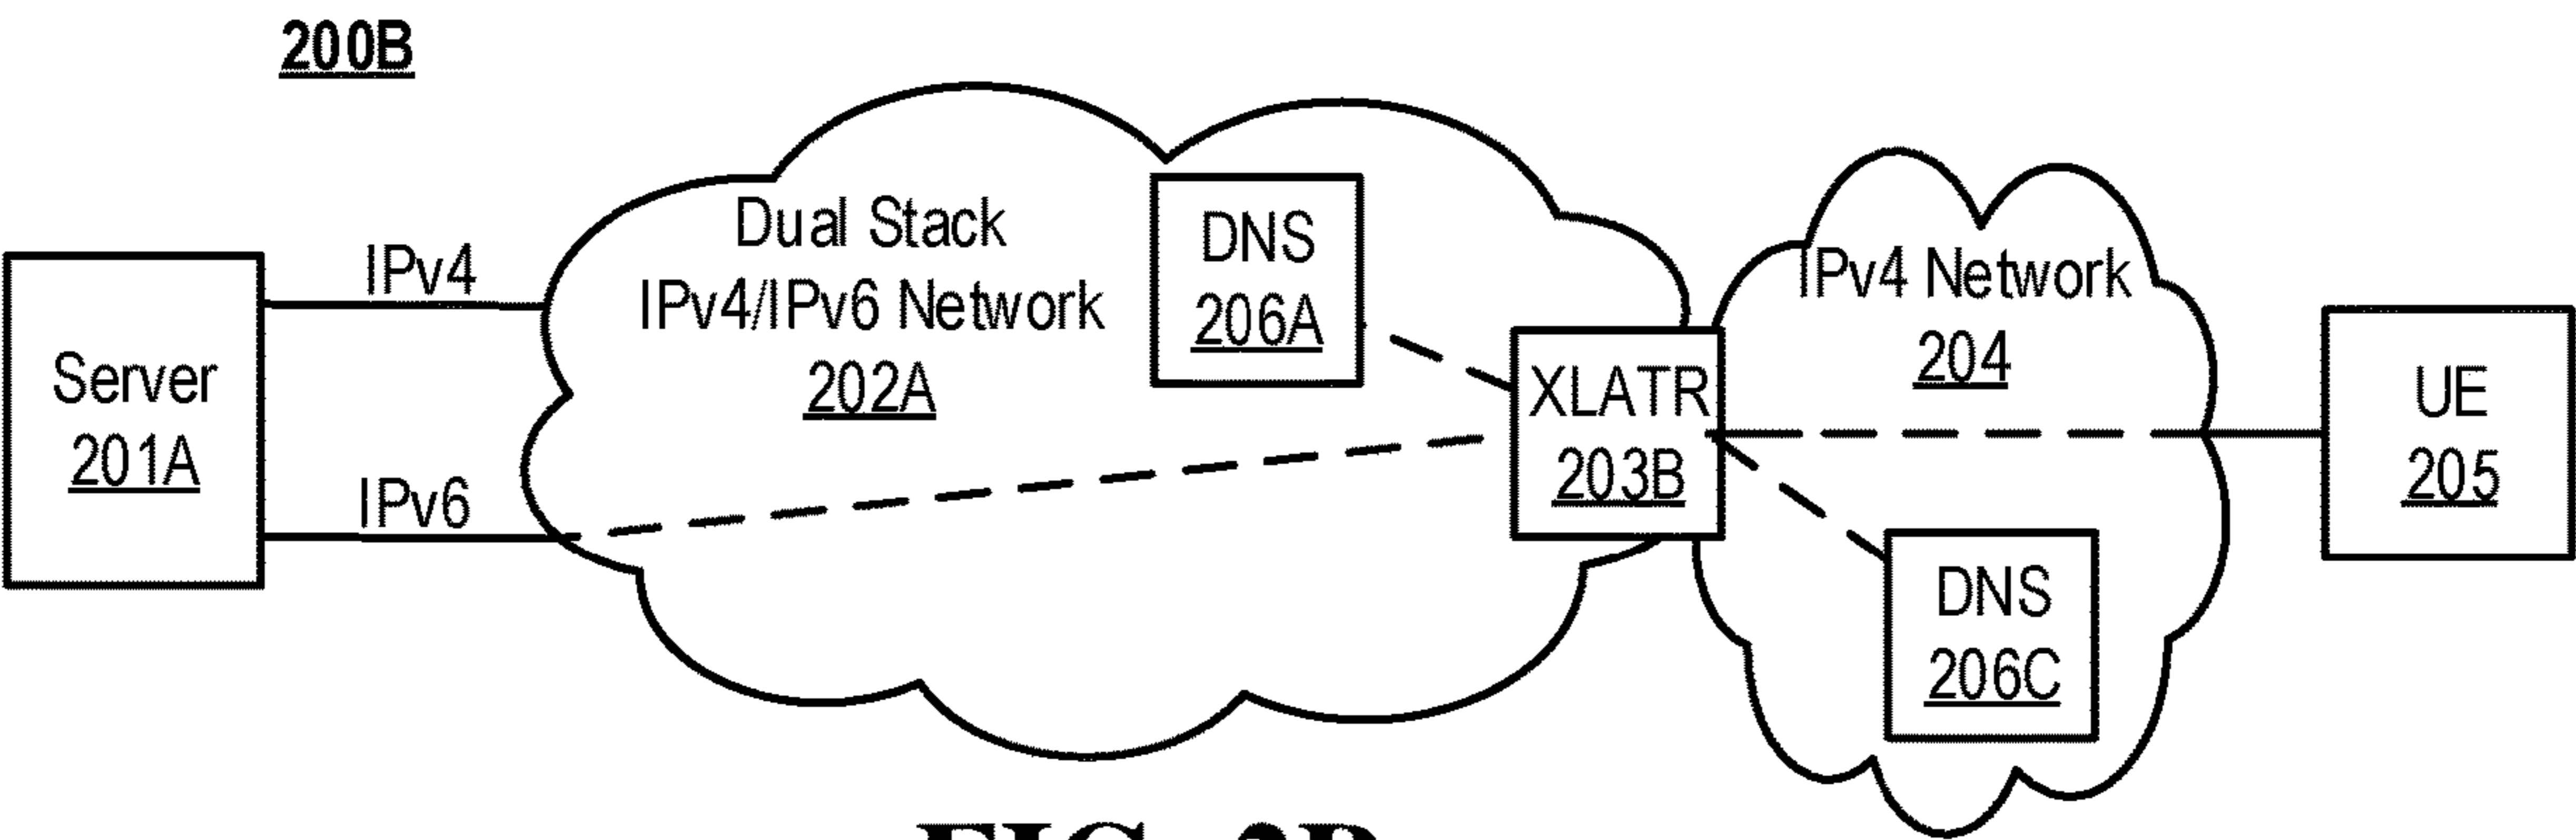 200B
Server
201A
IPv4
IPv6
Dual Stack
IPv4/IPv6 Network
202A
DNS
206A
XLATR
203B
IPv4 Network
204
DNS
206C
UE
205